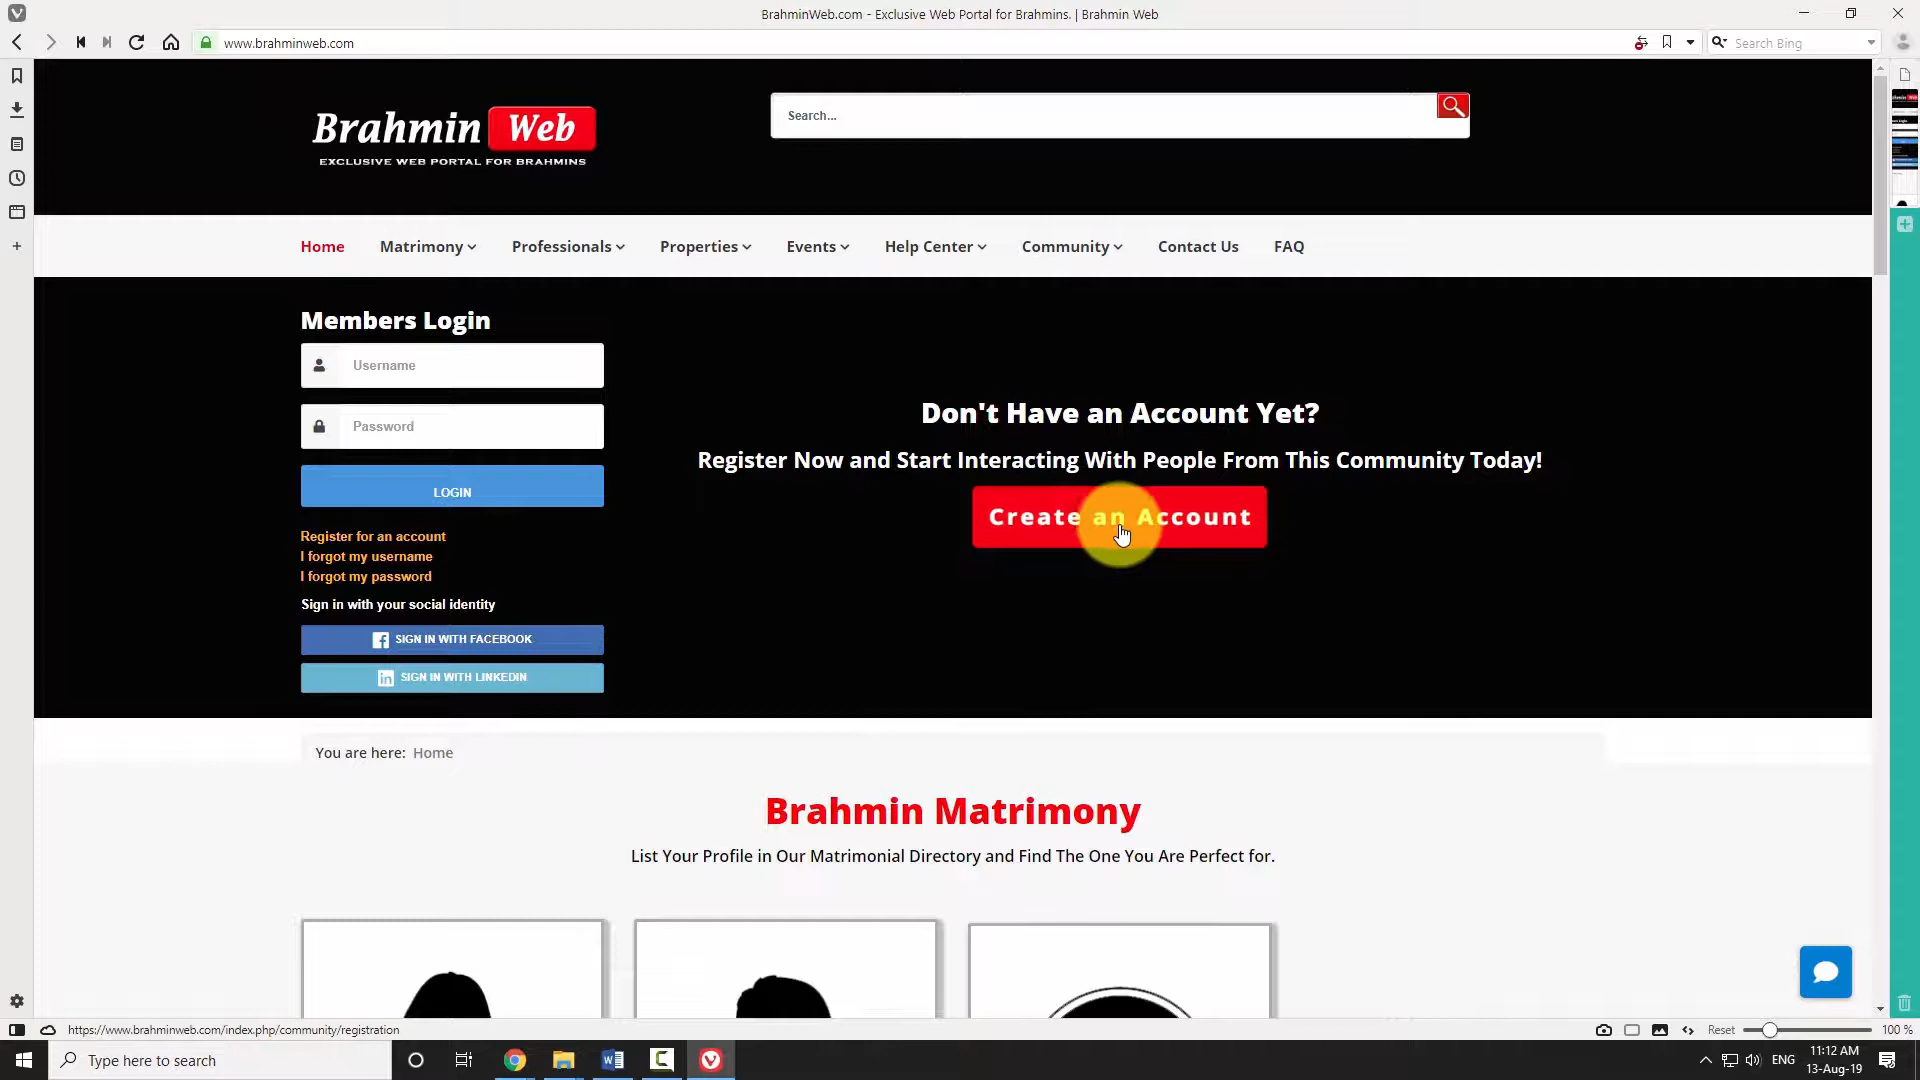 BrahminWeb.com - Exclusive Web Portal for Brahmins. | Brahmin Web
www.brahminweb.com
Search Bing
Brahmin Web
EXCLUSIVE WEB PORTAL FOR BRAHMINS
Search...
Home Matrimony Professionals Properties Events Help Center Community Contact Us FAQ
Members Login
Username
Password
LOGIN
Register for an account
I forgot my username
I forgot my password
Sign in with your social identity
SIGN IN WITH FACEBOOK
SIGN IN WITH LINKEDIN
Don't Have an Account Yet?
Register Now and Start Interacting With People From This Community Today!
Create an Account
You are here: Home
Brahmin Matrimony
List Your Profile in Our Matrimonial Directory and Find The One You Are Perfect for.
https://www.brahminweb.com/index.php/community/registration
Reset 100 %
Type here to search
ENG
11:12 AM
13-Aug-19